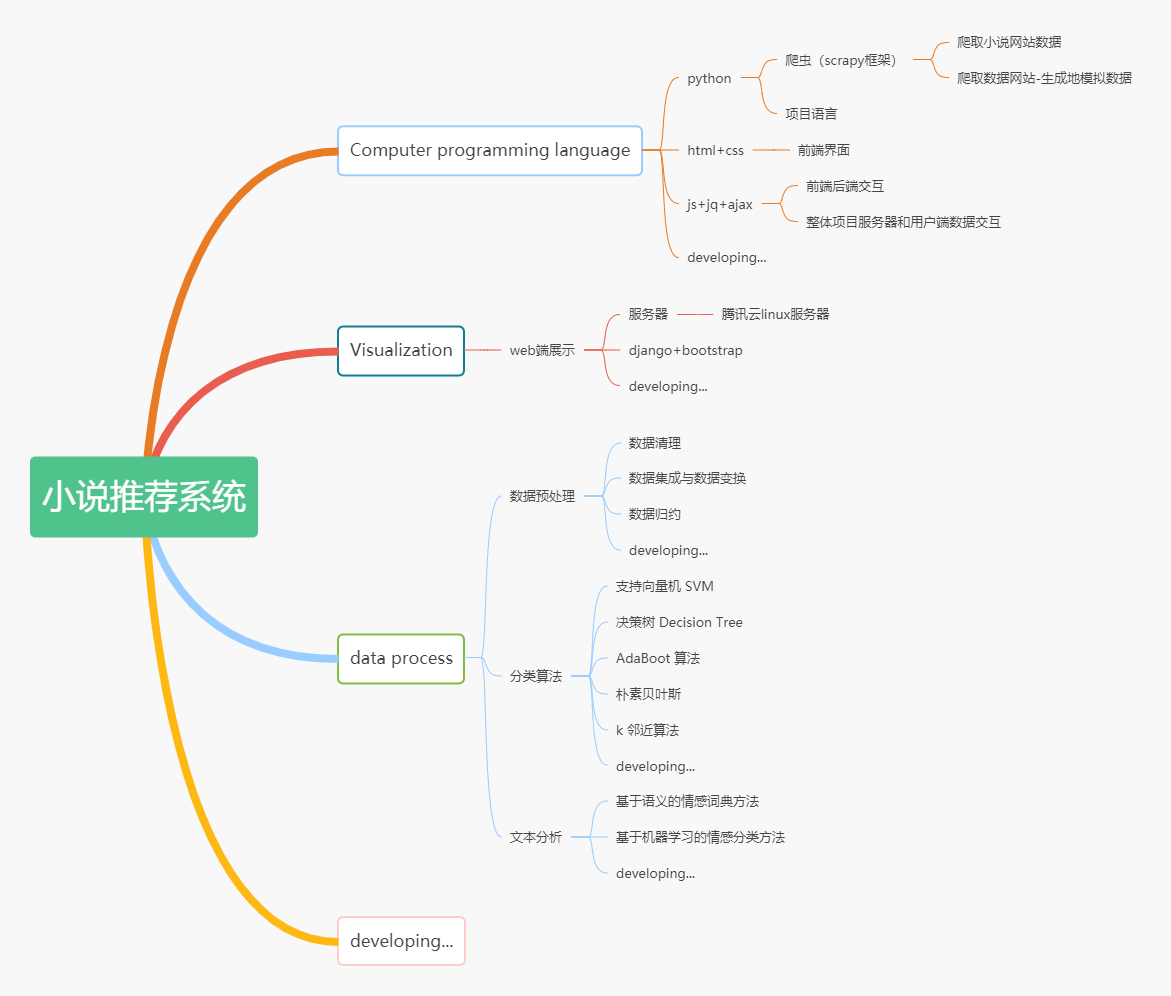 小说推荐系统
Computer programming language
python
爬虫（scrapy框架）
爬取小说网站数据
爬取数据网站-生成地模拟数据
项目语言
html+css
前端界面
js+jq+ajax
前端后端交互
整体项目服务器和用户端数据交互
developing...
Visualization
web端展示
服务器
腾讯云linux服务器
django+bootstrap
developing...
data process
数据预处理
数据清理
数据集成与数据变换
数据归约
developing...
分类算法
支持向量机 SVM
决策树 Decision Tree
AdaBoot 算法
朴素贝叶斯
k 邻近算法
developing...
文本分析
基于语义的情感词典方法
基于机器学习的情感分类方法
developing...
developing...